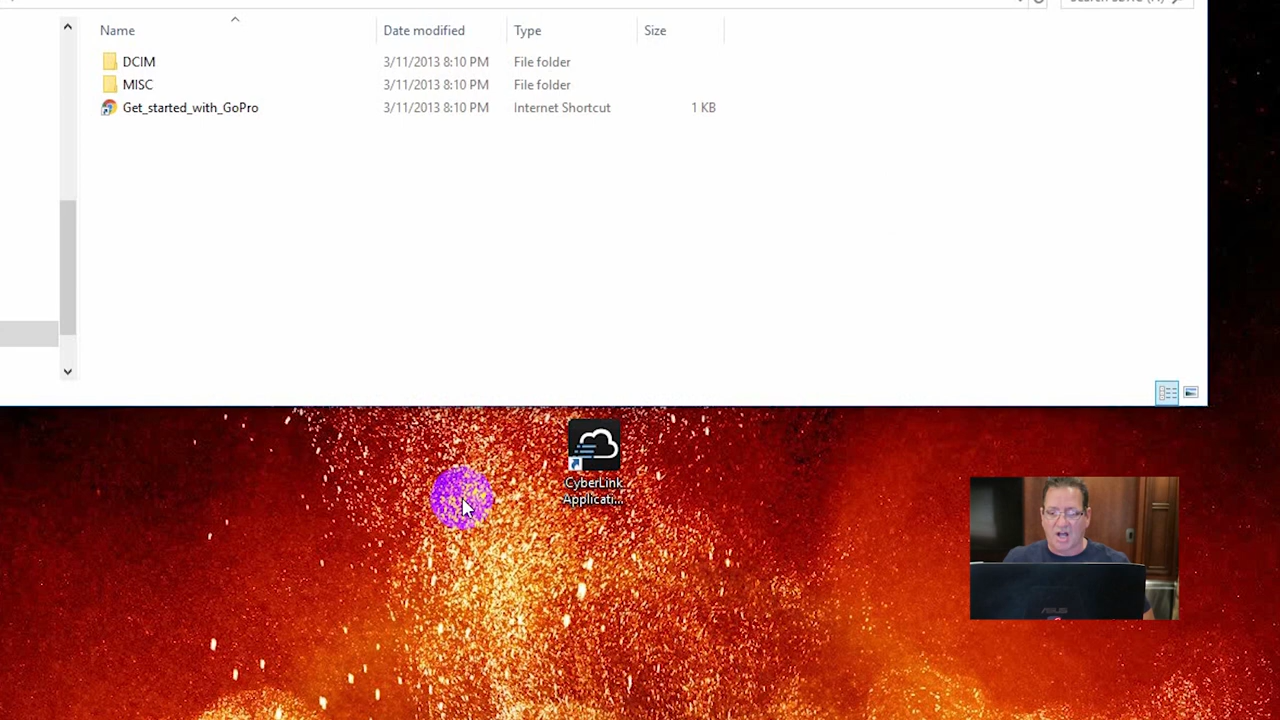 Name Date modified Type Size
DCIM 3/11/2013 8:10 PM File folder
MISC 3/11/2013 8:10 PM File folder
Get_started_with_GoPro 3/11/2013 8:10 PM Internet Shortcut 1 KB
CyberLink
Applicati...
ASUS